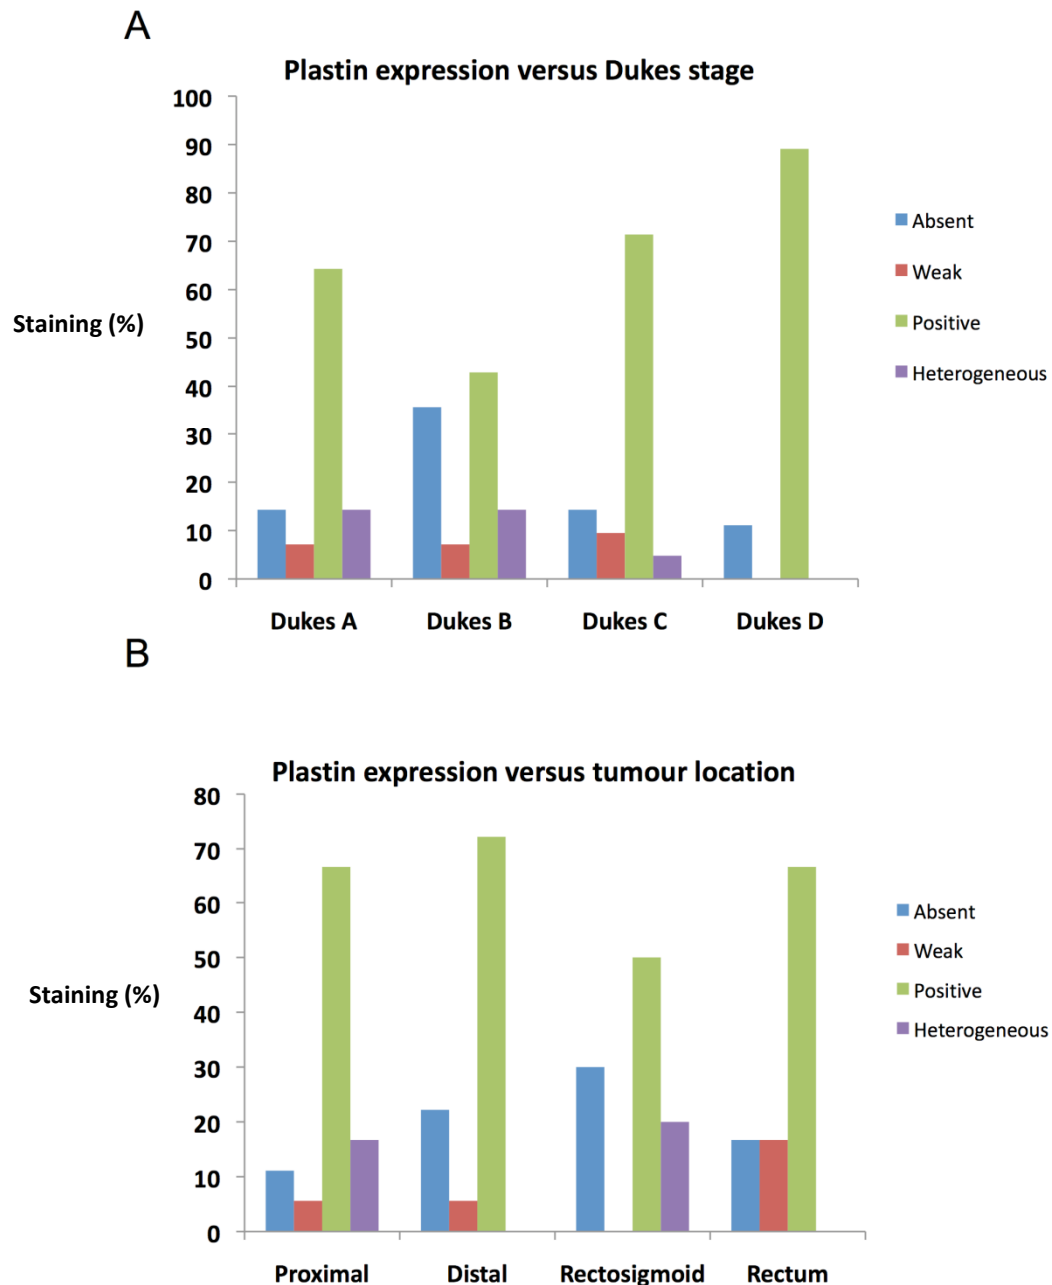 A
Plastin expression versus Dukes stage
100
90
80
70
60
50
40
30
20
10
0
Staining (%)
Dukes A
Dukes B
Dukes C
Dukes D
Absent
Weak
Positive
Heterogeneous
B
Plastin expression versus tumour location
80
70
60
50
40
30
20
10
0
Staining (%)
Proximal
Distal
Rectosigmoid
Rectum
Absent
Weak
Positive
Heterogeneous